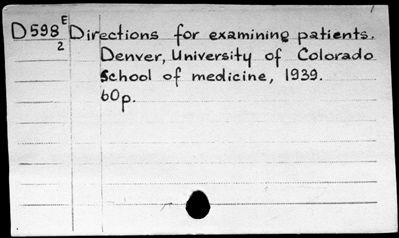 D598 E Directions for examining patients.
2 Denver, University of Colorado
School of medicine, 1939.
60p.